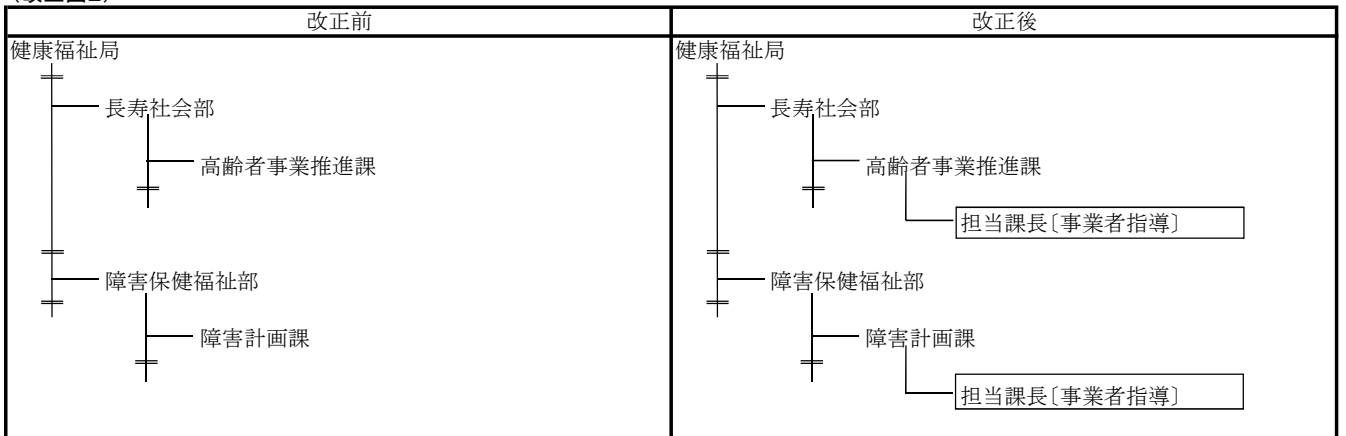 改正前
健康福祉局
長寿社会部
高齢者事業推進課
障害保健福祉部
障害計画課
改正後
健康福祉局
長寿社会部
高齢者事業推進課
担当課長〔事業者指導〕
障害保健福祉部
障害計画課
担当課長〔事業者指導〕